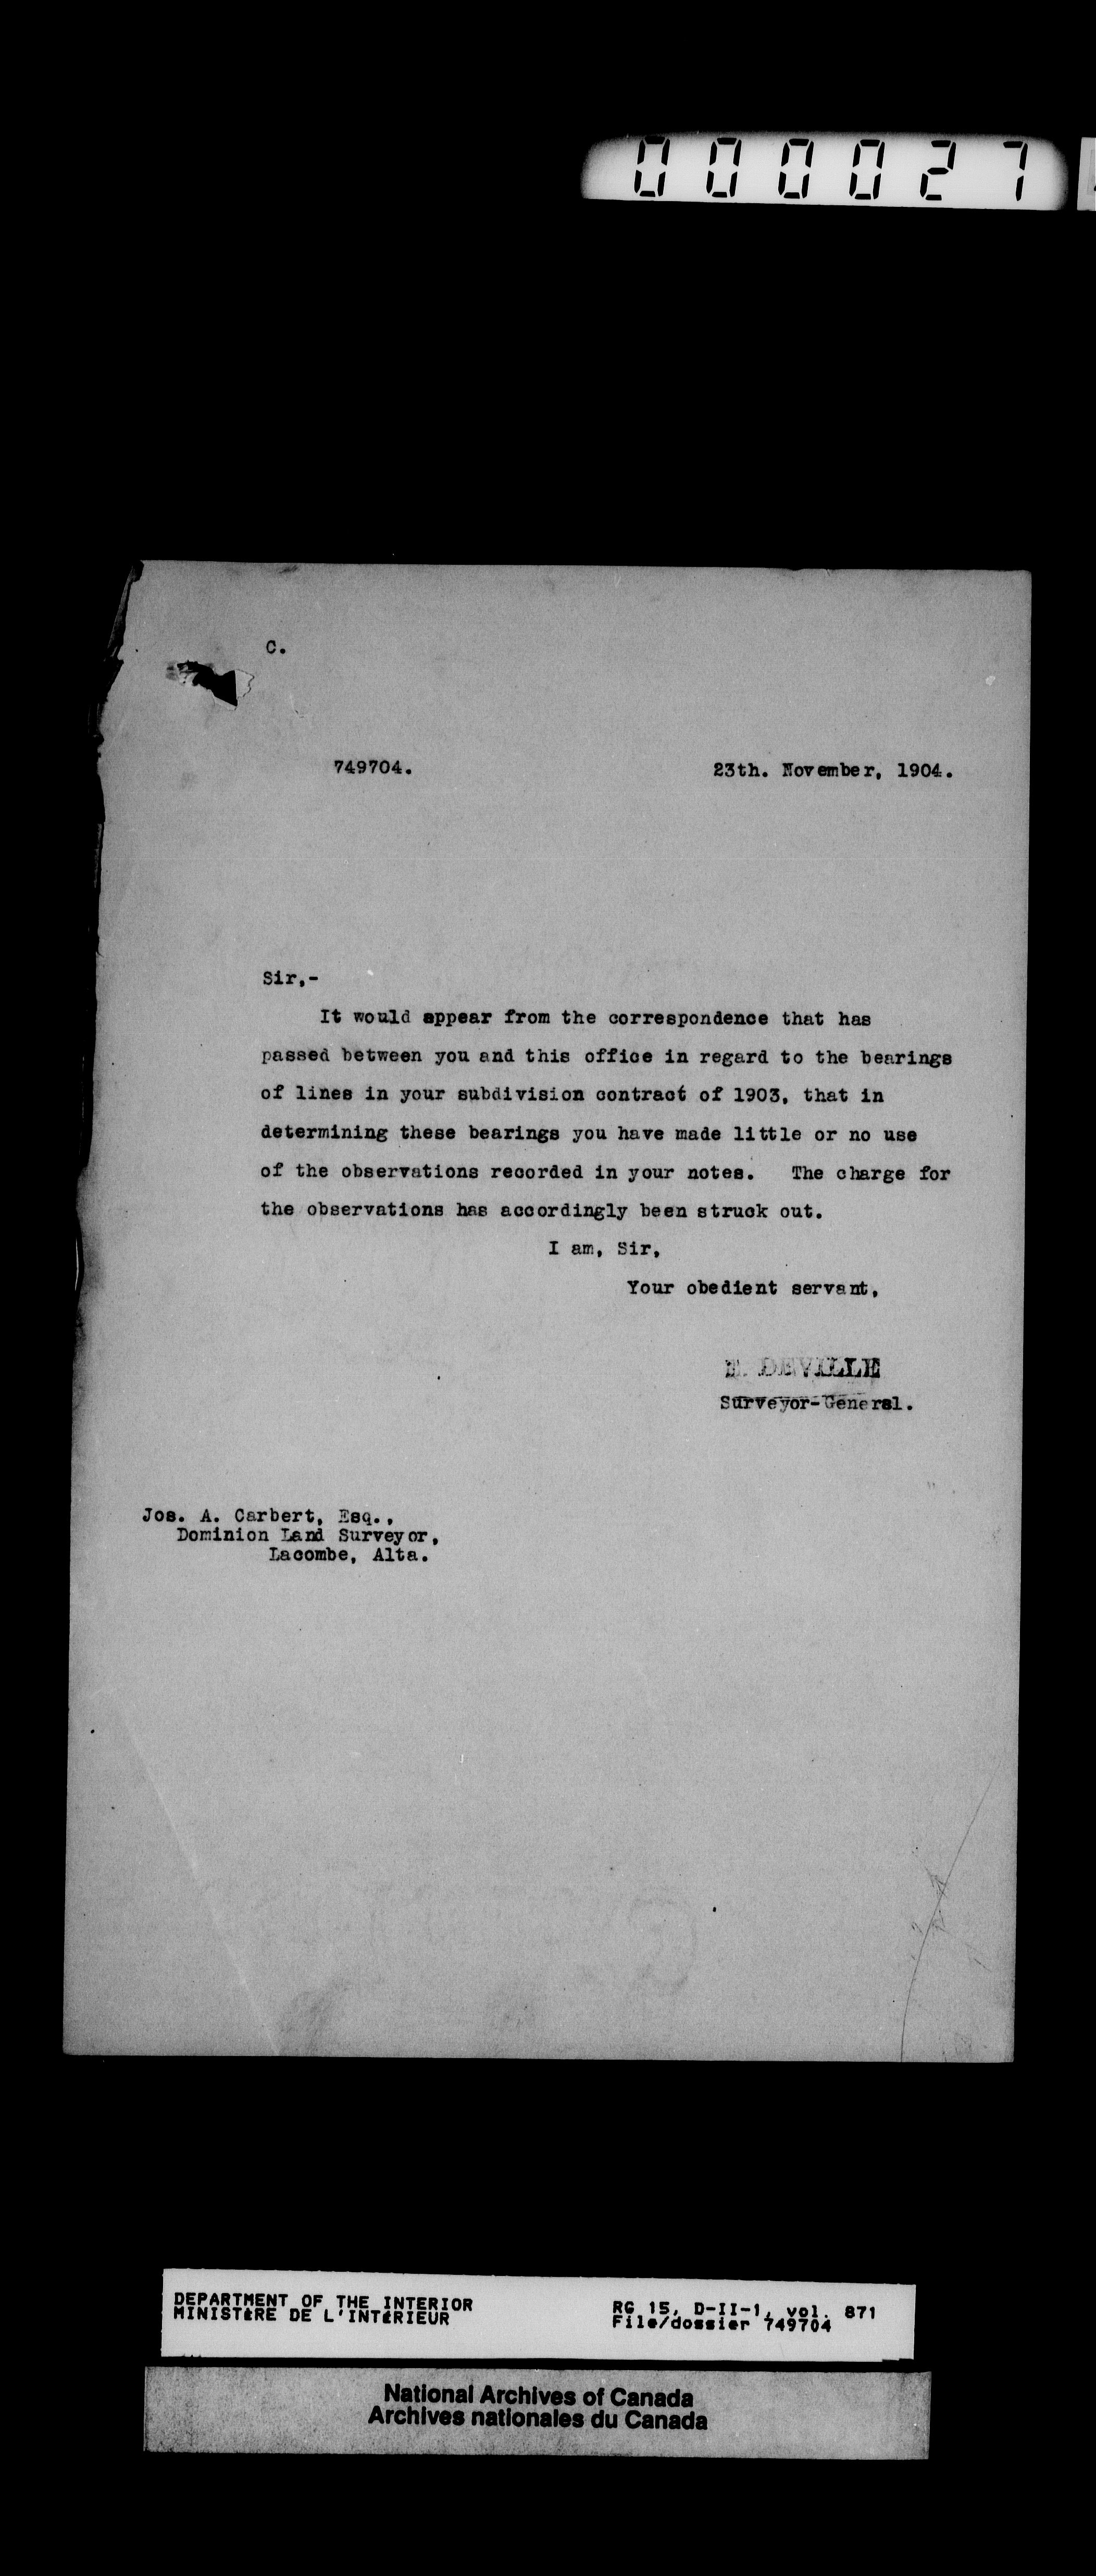 000027
C.
749704. 23th. November, 1904.
Sir,-
It would appear from the correspondence that has
passed between you and this office in regard to the bearings
of lines in your subdivision contract of 1903, that in
determining these bearings you have made little or no use
of the observations recorded in your notes. The charge for
the observations has accordingly been struck out.
I am, Sir,
Your obedient servant,
E. DEVILLE
Surveyor-General.
Jos. A. Carbert, Esq.,
Dominion Land Surveyor,
Lacombe, Alta.
DEPARTMENT OF THE INTERIOR RG 15, D-II-1, vol. 871
MINISTÈRE DE L'INTÉRIEUR File/dossier 749704
National Archives of Canada
Archives nationales du Canada